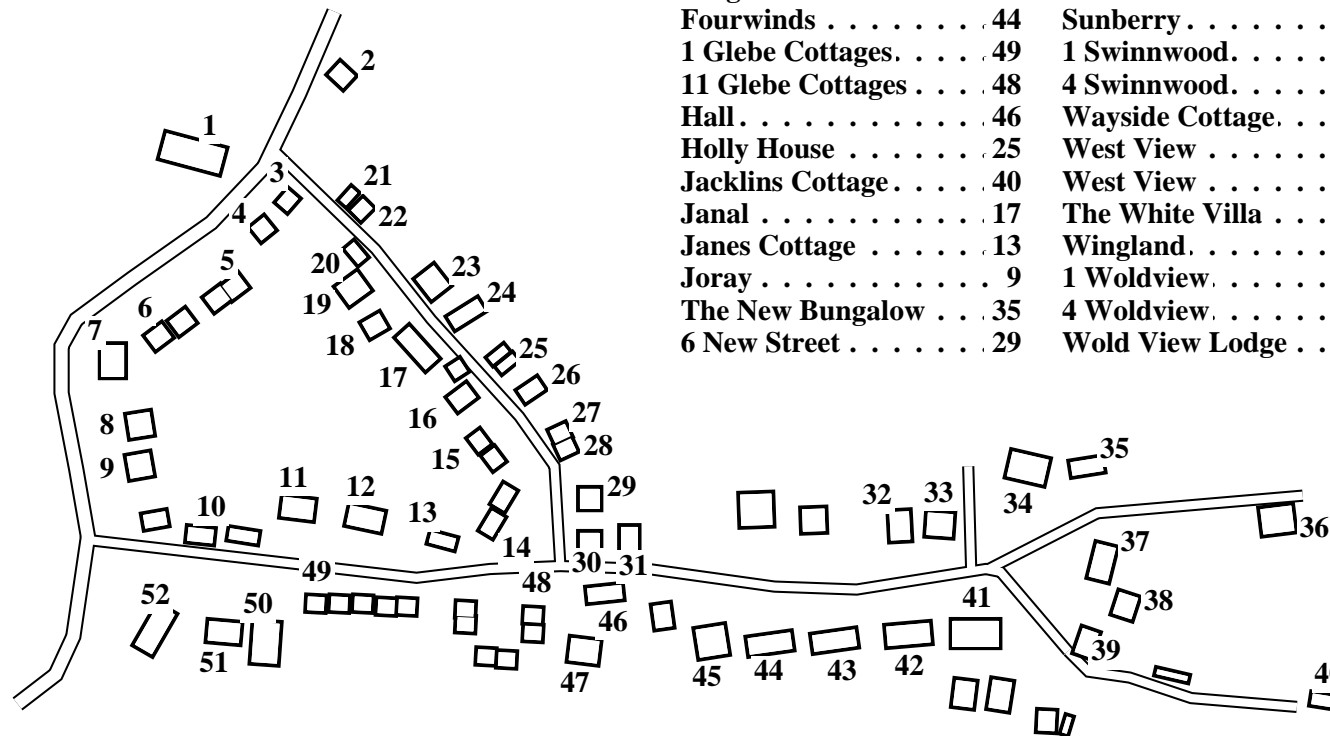 Fourwinds . . . . . . . . . . 44
1 Glebe Cottages. . . . . 49
11 Glebe Cottages . . . . 48
Hall. . . . . . . . . . . . . . . 46
Holly House . . . . . . . . 25
Jacklins Cottage. . . . . 40
Janal . . . . . . . . . . . . . . 17
Janes Cottage . . . . . . . 13
Joray . . . . . . . . . . . . . . 9
The New Bungalow . . . 35
6 New Street . . . . . . . . 29
Sunberry . . . . . . .
1 Swinnwood. . . . .
4 Swinnwood. . . . .
Wayside Cottage. . .
West View . . . . . .
West View . . . . . .
The White Villa . . .
Wingland. . . . . . .
1 Woldview. . . . . .
4 Woldview. . . . . .
Wold View Lodge . .
2
1
3
21
4
22
5
20
23
6
19
24
7
18
25
17
26
16
27
8
15
28
9
35
11
12
29
32
33
34
10
13
36
14
30
31
37
49
48
52
50
46
41
38
51
39
47
45
44
43
42